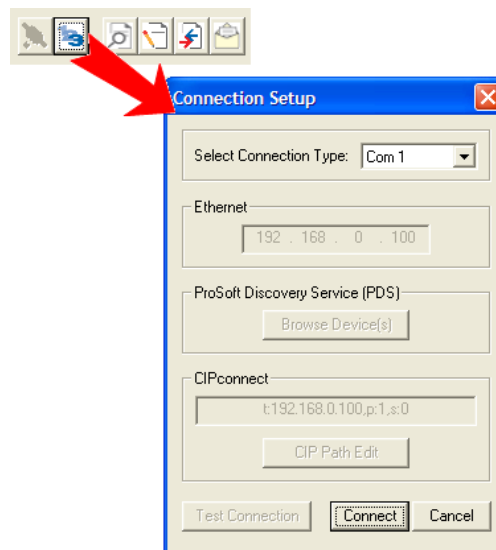 Connection Setup
Select Connection Type: Com 1
Ethernet
192 . 168 . 0 . 100
ProSoft Discovery Service (PDS)
Browse Device(s)
CIPconnect
t:192.168.0.100,p:1,s:0
CIP Path Edit
Test Connection Connect Cancel